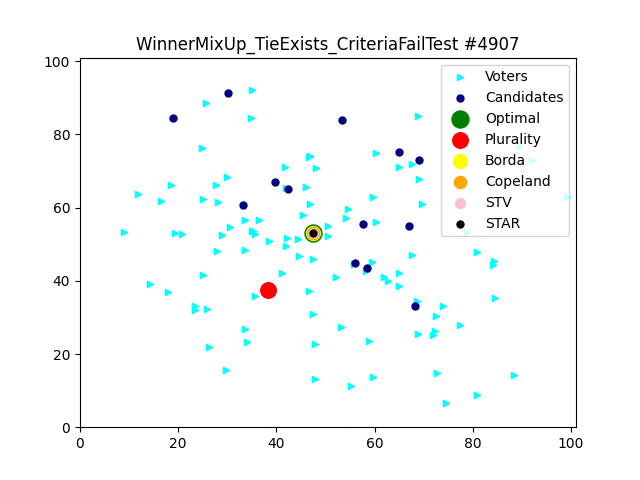 WinnerMixUp_TieExists_CriteriaFailTest #4907
100
80
60
40
20
0
0 20 40 60 80 100
Voters
Candidates
Optimal
Plurality
Borda
Copeland
STV
STAR